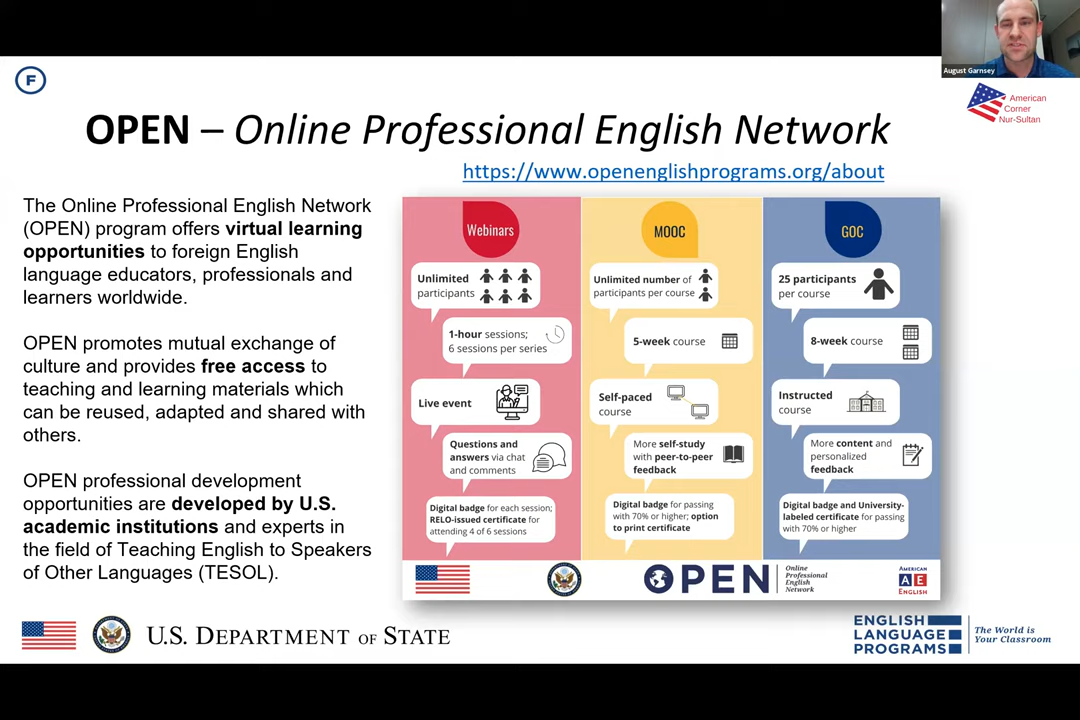 August Garnsey
F
American
Corner
Nur-Sultan
OPEN – Online Professional English Network
https://www.openenglishprograms.org/about
The Online Professional English Network
(OPEN) program offers virtual learning
opportunities to foreign English
language educators, professionals and
learners worldwide.
OPEN promotes mutual exchange of
culture and provides free access to
teaching and learning materials which
can be reused, adapted and shared with
others.
OPEN professional development
opportunities are developed by U.S.
academic institutions and experts in
the field of Teaching English to Speakers
of Other Languages (TESOL).
Webinars
Unlimited
participants
1-hour sessions;
6 sessions per series
Live event
Questions and
answers via chat
and comments
Digital badge for each session;
RELO-issued certificate for
attending 4 of 6 sessions
MOOC
Unlimited number of
participants per course
5-week course
Self-paced
course
More self-study
with peer-to-peer
feedback
Digital badge for passing
with 70% or higher; option
to print certificate
GOC
25 participants
per course
8-week course
Instructed
course
More content and
personalized
feedback
Digital badge and University-
labeled certificate for passing
with 70% or higher
OPEN
Online
Professional
English
Network
AMERICAN
AE
ENGLISH
U.S. DEPARTMENT OF STATE
ENGLISH
LANGUAGE
PROGRAMS
The World is
Your Classroom